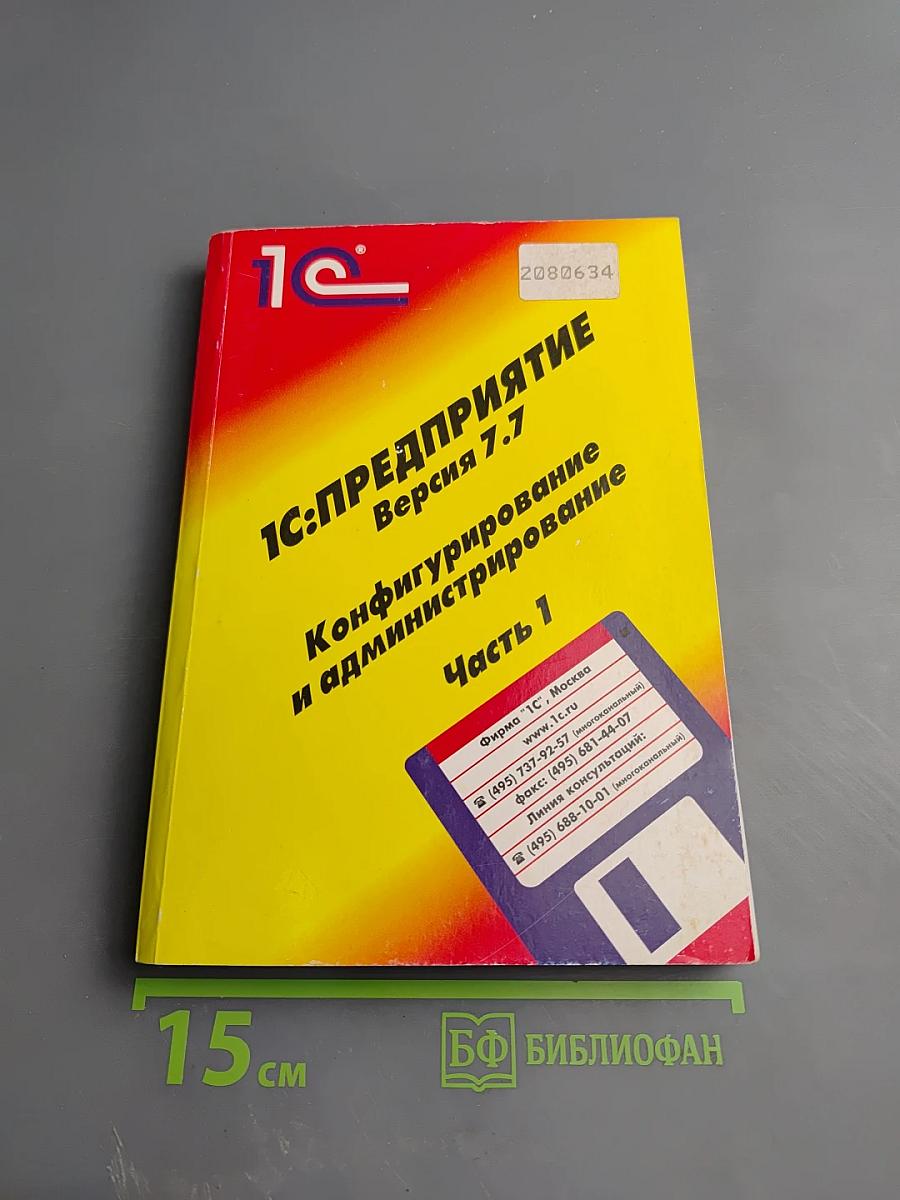 1С®
2080634
1С:ПРЕДПРИЯТИЕ
Версия 7.7
Конфигурирование
и администрирование
Часть 1
Фирма "1С", Москва
www.1c.ru
☎ (495) 737-92-57 (многоканальный)
факс: (495) 681-44-07
Линия консультаций:
☎ (495) 688-10-01 (многоканальный)
15 см
БФ БИБЛИОФАН